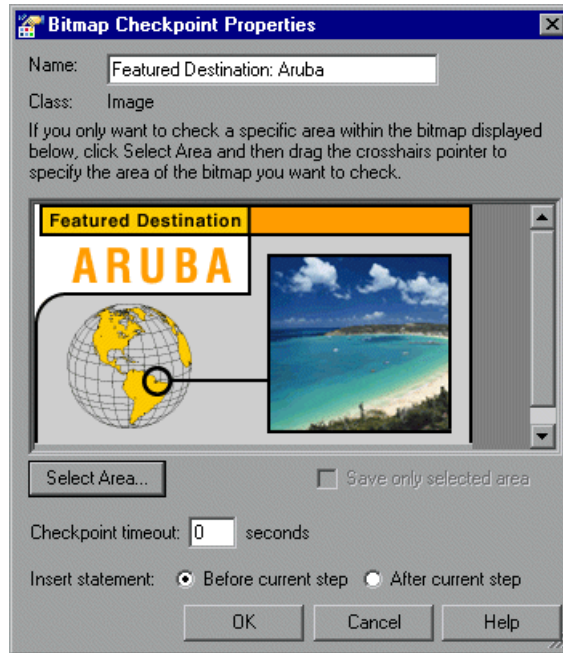 Bitmap Checkpoint Properties
Name: Featured Destination: Aruba
Class: Image
If you only want to check a specific area within the bitmap displayed
below, click Select Area and then drag the crosshairs pointer to
specify the area of the bitmap you want to check.
Featured Destination
ARUBA
Select Area...
Save only selected area
Checkpoint timeout: 0 seconds
Insert statement: Before current step After current step
OK Cancel Help